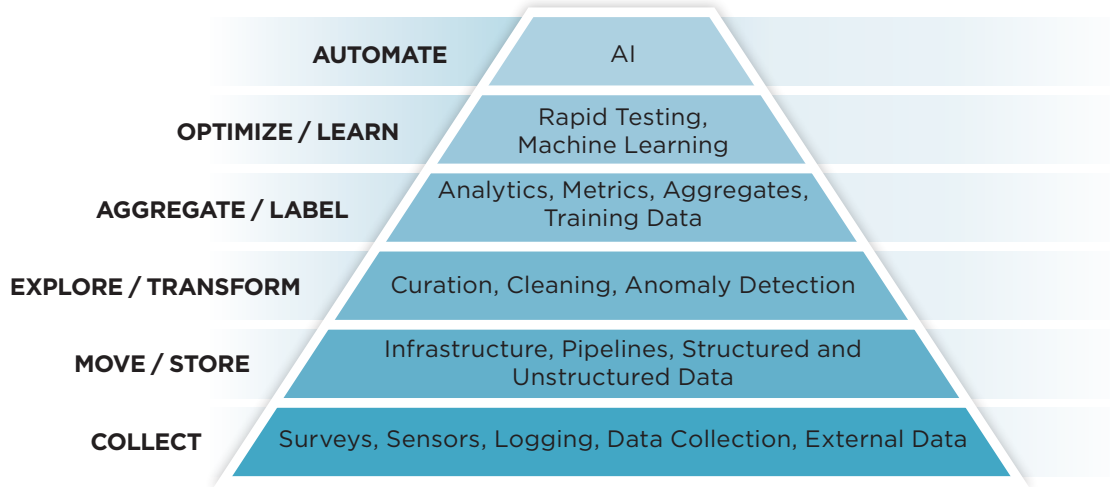 AUTOMATE
AI
OPTIMIZE / LEARN
Rapid Testing,
Machine Learning
AGGREGATE / LABEL
Analytics, Metrics, Aggregates,
Training Data
EXPLORE / TRANSFORM
Curation, Cleaning, Anomaly Detection
MOVE / STORE
Infrastructure, Pipelines, Structured and
Unstructured Data
COLLECT
Surveys, Sensors, Logging, Data Collection, External Data